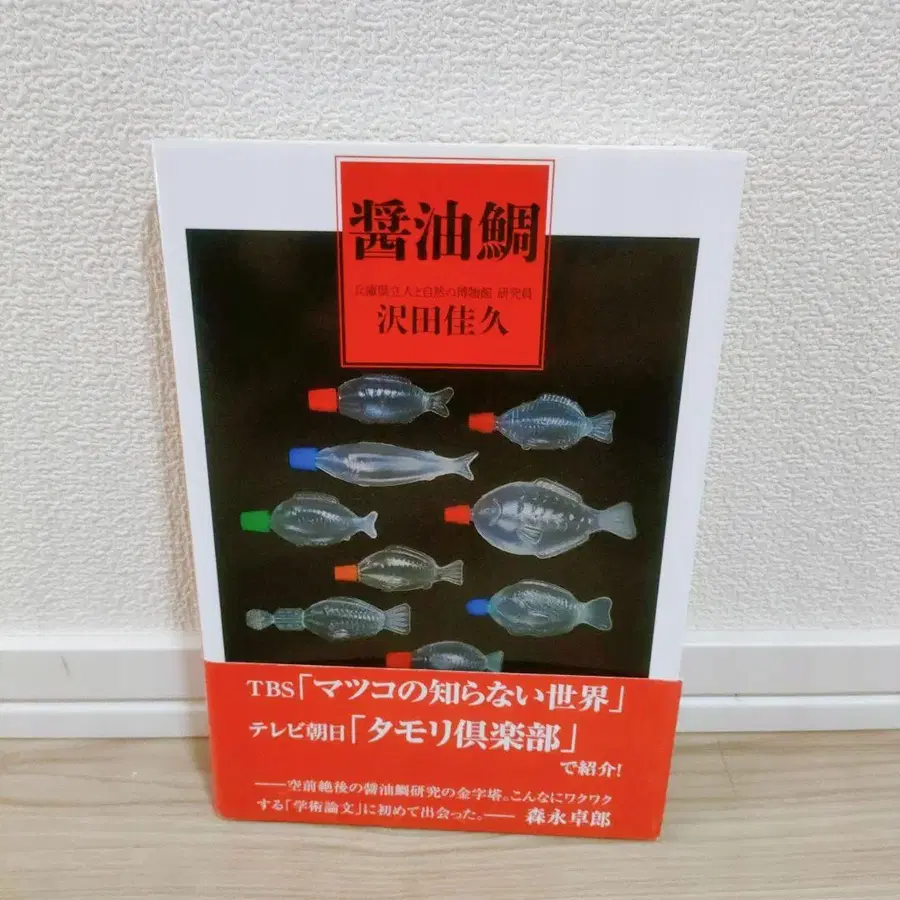 醤油鯛
兵庫県立人と自然の博物館 研究員
沢田佳久
TBS「マツコの知らない世界」
テレビ朝日「タモリ倶楽部」
で紹介!
――空前絶後の醤油鯛研究の金字塔。こんなにワクワク
する「学術論文」に初めて出会った。―― 森永卓郎